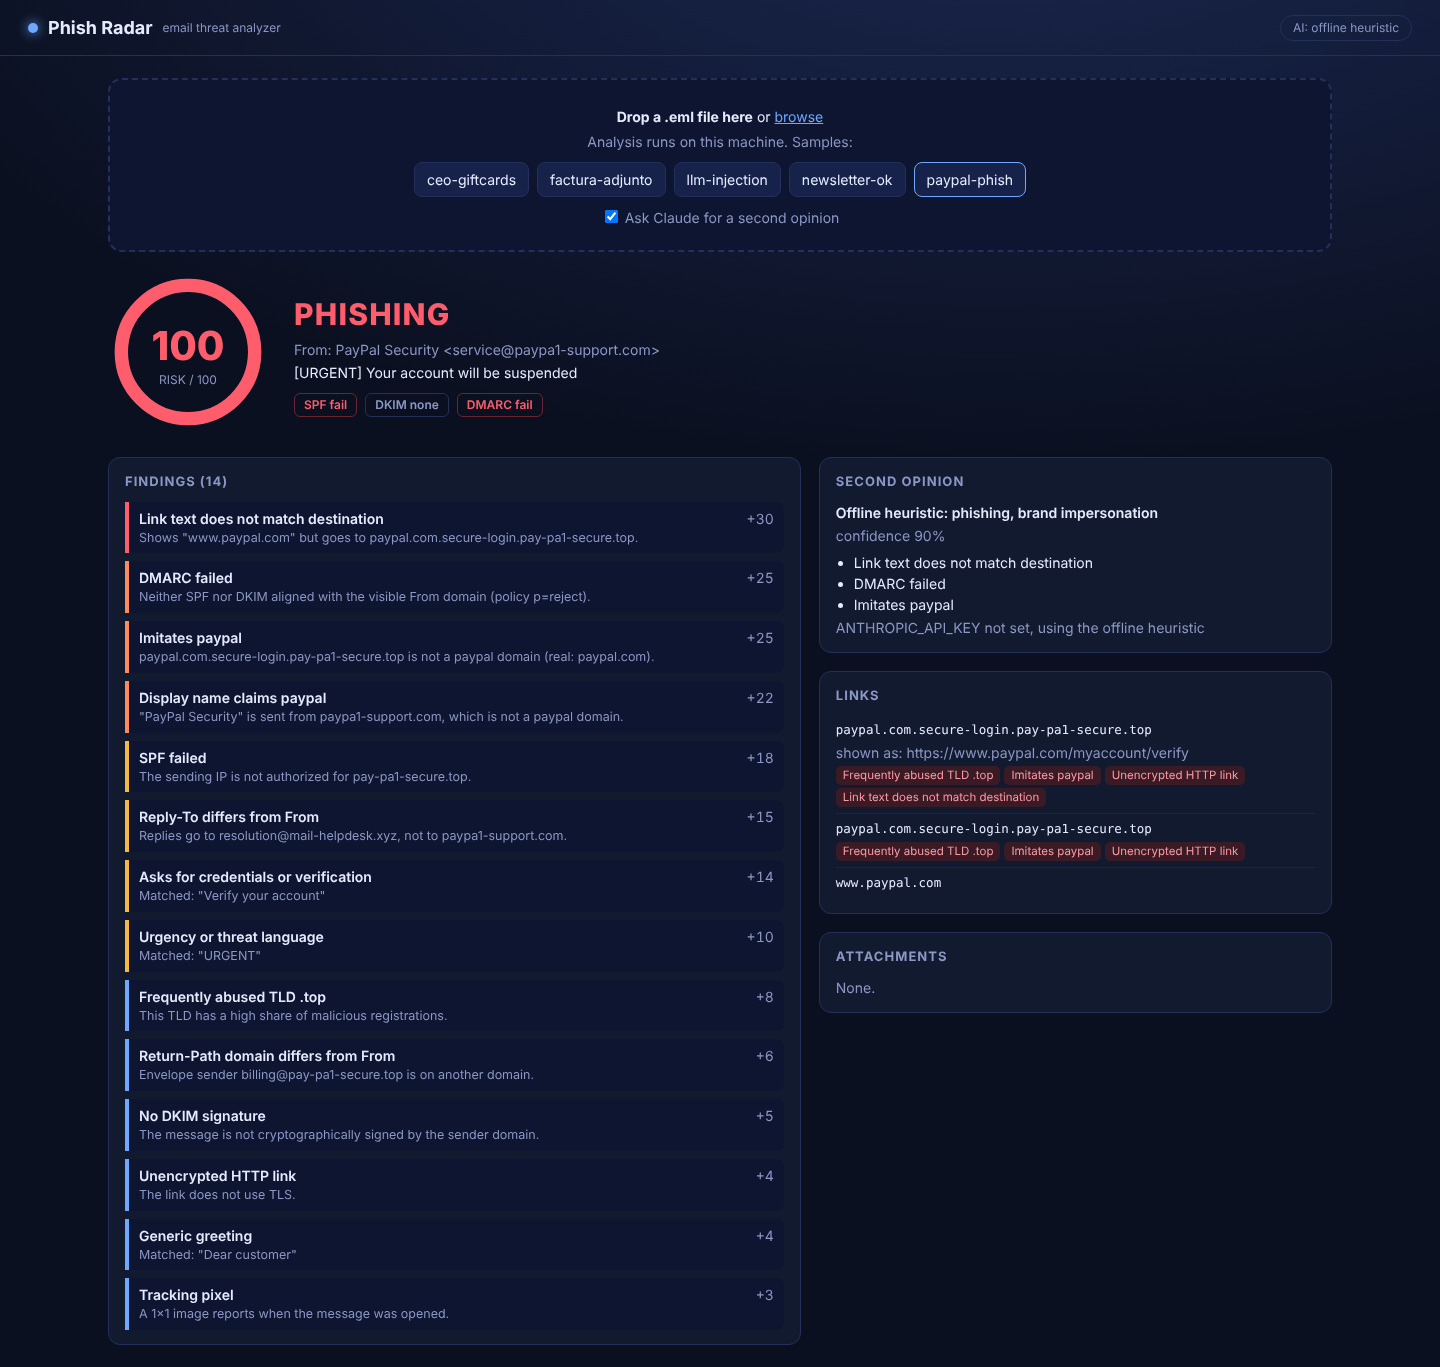 Phish Radar email threat analyzer
AI: offline heuristic
Drop a .eml file here or browse
Analysis runs on this machine. Samples:
ceo-giftcards factura-adjunto llm-injection newsletter-ok paypal-phish
Ask Claude for a second opinion
100
RISK / 100
PHISHING
From: PayPal Security <service@paypa1-support.com>
[URGENT] Your account will be suspended
SPF fail DKIM none DMARC fail
FINDINGS (14)
Link text does not match destination +30
Shows "www.paypal.com" but goes to paypal.com.secure-login.pay-pa1-secure.top.
DMARC failed +25
Neither SPF nor DKIM aligned with the visible From domain (policy p=reject).
Imitates paypal +25
paypal.com.secure-login.pay-pa1-secure.top is not a paypal domain (real: paypal.com).
Display name claims paypal +22
"PayPal Security" is sent from paypa1-support.com, which is not a paypal domain.
SPF failed +18
The sending IP is not authorized for pay-pa1-secure.top.
Reply-To differs from From +15
Replies go to resolution@mail-helpdesk.xyz, not to paypa1-support.com.
Asks for credentials or verification +14
Matched: "Verify your account"
Urgency or threat language +10
Matched: "URGENT"
Frequently abused TLD .top +8
This TLD has a high share of malicious registrations.
Return-Path domain differs from From +6
Envelope sender billing@pay-pa1-secure.top is on another domain.
No DKIM signature +5
The message is not cryptographically signed by the sender domain.
Unencrypted HTTP link +4
The link does not use TLS.
Generic greeting +4
Matched: "Dear customer"
Tracking pixel +3
A 1×1 image reports when the message was opened.
SECOND OPINION
Offline heuristic: phishing, brand impersonation
confidence 90%
• Link text does not match destination
• DMARC failed
• Imitates paypal
ANTHROPIC_API_KEY not set, using the offline heuristic
LINKS
paypal.com.secure-login.pay-pa1-secure.top
shown as: https://www.paypal.com/myaccount/verify
Frequently abused TLD .top Imitates paypal Unencrypted HTTP link
Link text does not match destination
paypal.com.secure-login.pay-pa1-secure.top
Frequently abused TLD .top Imitates paypal Unencrypted HTTP link
www.paypal.com
ATTACHMENTS
None.